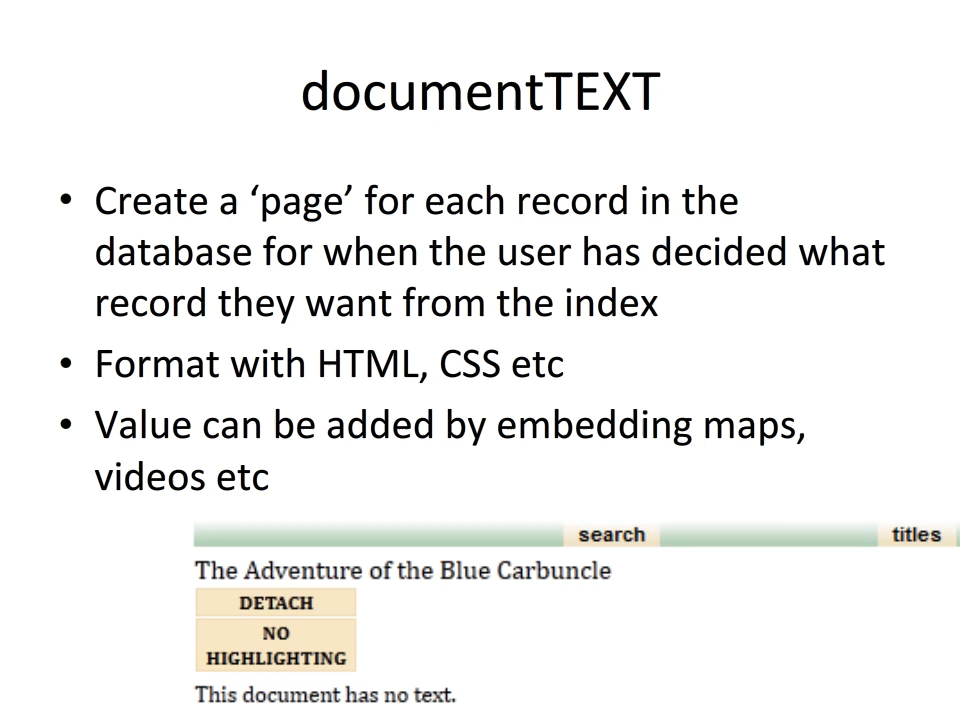 documentTEXT
• Create a ‘page’ for each record in the
database for when the user has decided what
record they want from the index
• Format with HTML, CSS etc
• Value can be added by embedding maps,
videos etc
search titles
The Adventure of the Blue Carbuncle
DETACH
NO
HIGHLIGHTING
This document has no text.